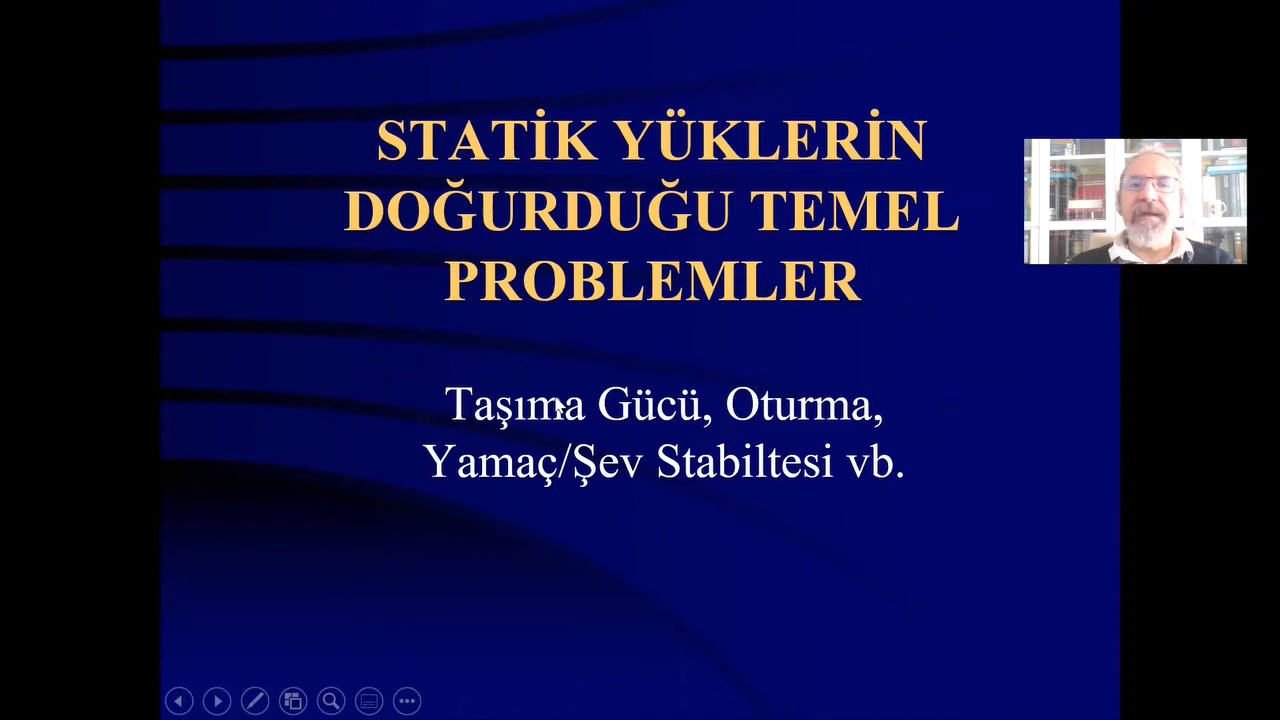 STATİK YÜKLERİN
DOĞURDUĞU TEMEL
PROBLEMLER
Taşıma Gücü, Oturma,
Yamaç/Şev Stabiltesi vb.